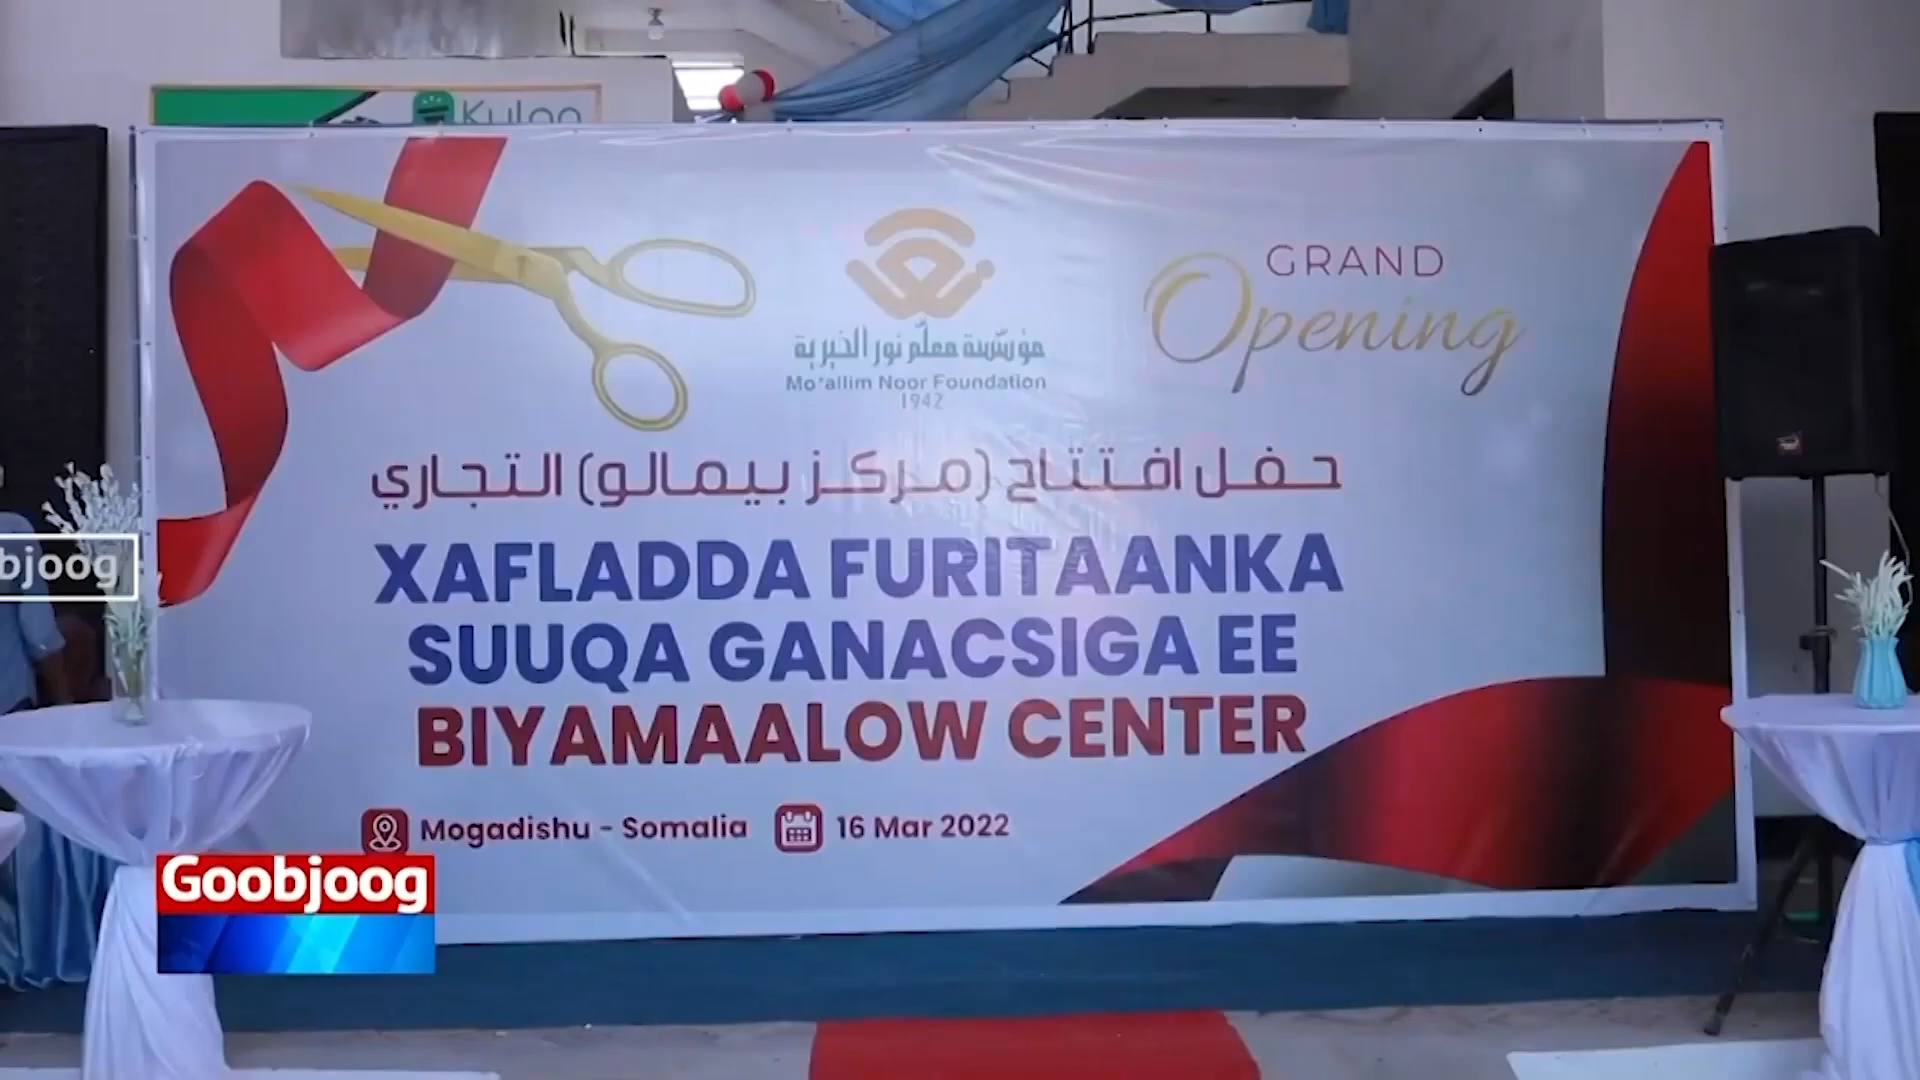 Kulan
GRAND
Opening
مؤسسة معلم نور الخيرية
Mo'allim Noor Foundation
1942
حفل افتتاح (مركز بيمالو) التجاري
XAFLADDA FURITAANKA
SUUQA GANACSIGA EE
BIYAMAALOW CENTER
Mogadishu - Somalia 16 Mar 2022
bjoog
Goobjoog